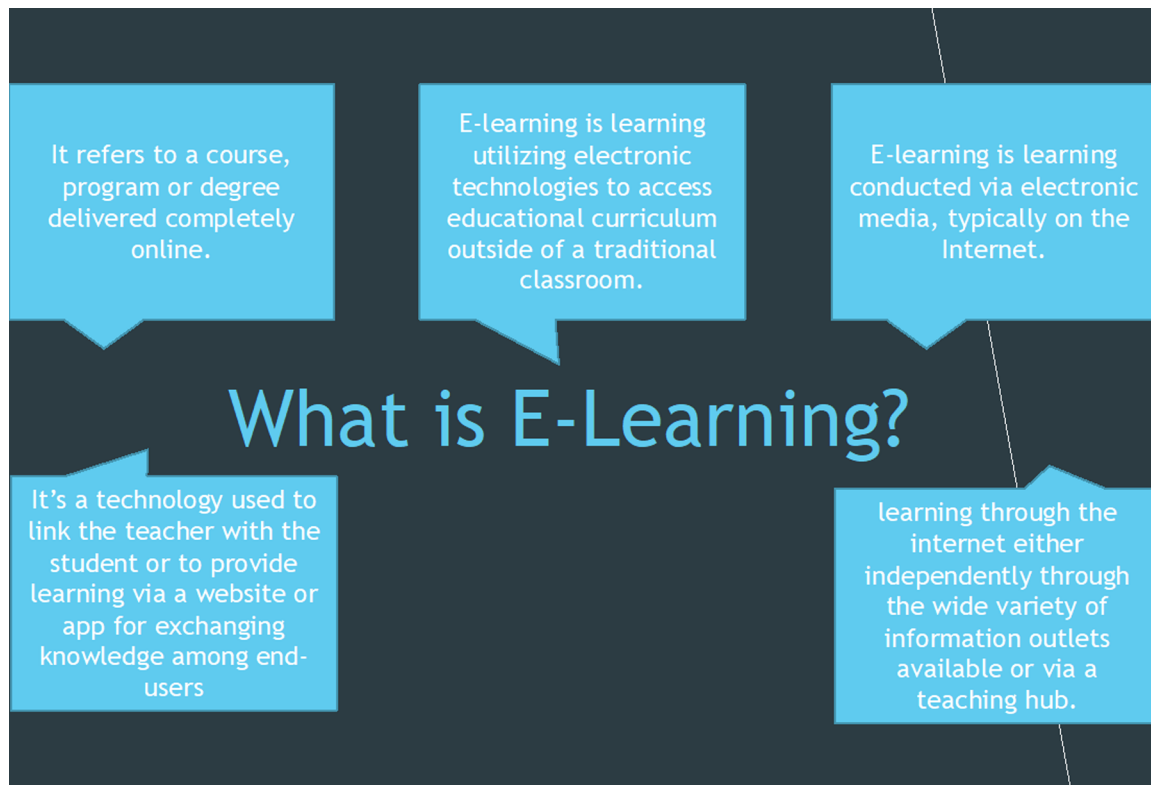 It refers to a course,
program or degree
delivered completely
online.
E-learning is learning
utilizing electronic
technologies to access
educational curriculum
outside of a traditional
classroom.
E-learning is learning
conducted via electronic
media, typically on the
Internet.
What is E-Learning?
It’s a technology used to
link the teacher with the
student or to provide
learning via a website or
app for exchanging
knowledge among end-
users
learning through the
internet either
independently through
the wide variety of
information outlets
available or via a
teaching hub.